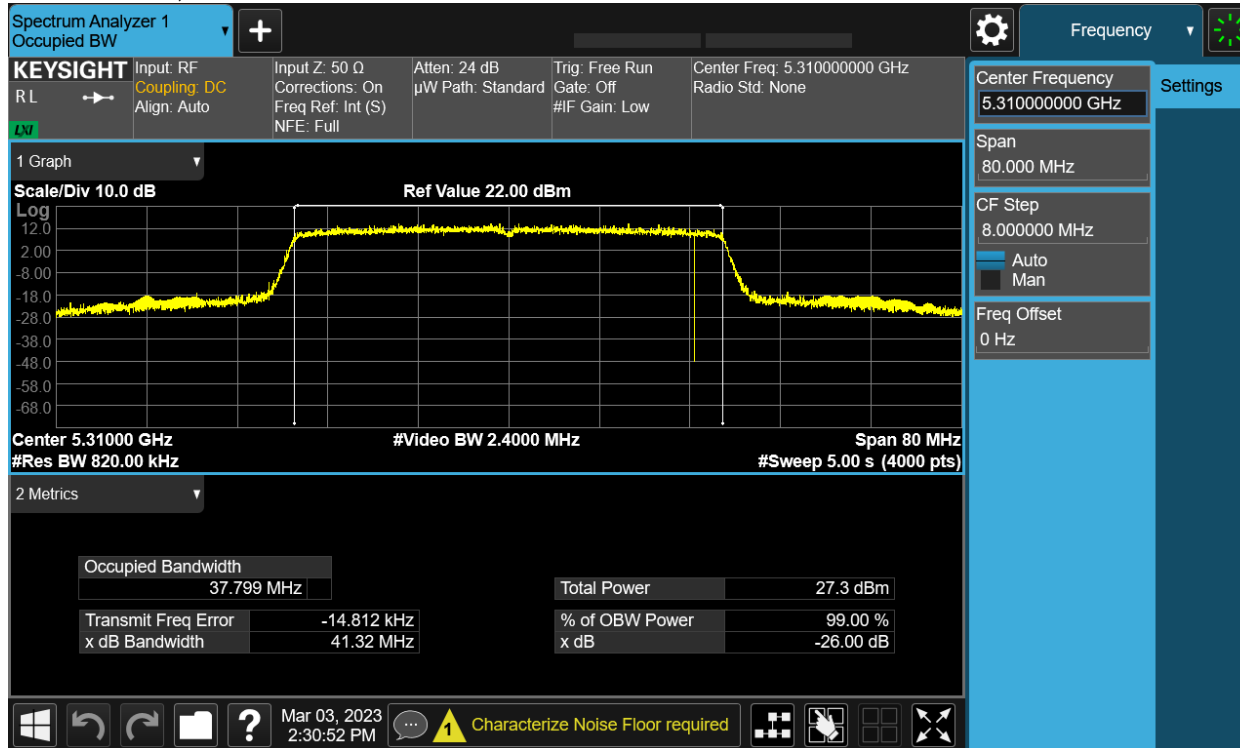 Spectrum Analyzer 1
Occupied BW
Frequency
KEYSIGHT
R L
LXI
Input: RF
Coupling: DC
Align: Auto
Input Z: 50 Ω
Corrections: On
Freq Ref: Int (S)
NFE: Full
Atten: 24 dB
µW Path: Standard
Trig: Free Run
Gate: Off
#IF Gain: Low
Center Freq: 5.310000000 GHz
Radio Std: None
Center Frequency
5.310000000 GHz
Settings
Span
80.000 MHz
CF Step
8.000000 MHz
Auto
Man
Freq Offset
0 Hz
1 Graph
Scale/Div 10.0 dB
Ref Value 22.00 dBm
Log
12.0
2.00
-8.00
-18.0
-28.0
-38.0
-48.0
-58.0
-68.0
Center 5.31000 GHz
#Video BW 2.4000 MHz
Span 80 MHz
#Res BW 820.00 kHz
#Sweep 5.00 s (4000 pts)
2 Metrics
Occupied Bandwidth
37.799 MHz
Total Power 27.3 dBm
Transmit Freq Error -14.812 kHz
% of OBW Power 99.00 %
x dB Bandwidth 41.32 MHz
x dB -26.00 dB
?
Mar 03, 2023
2:30:52 PM
1
Characterize Noise Floor required